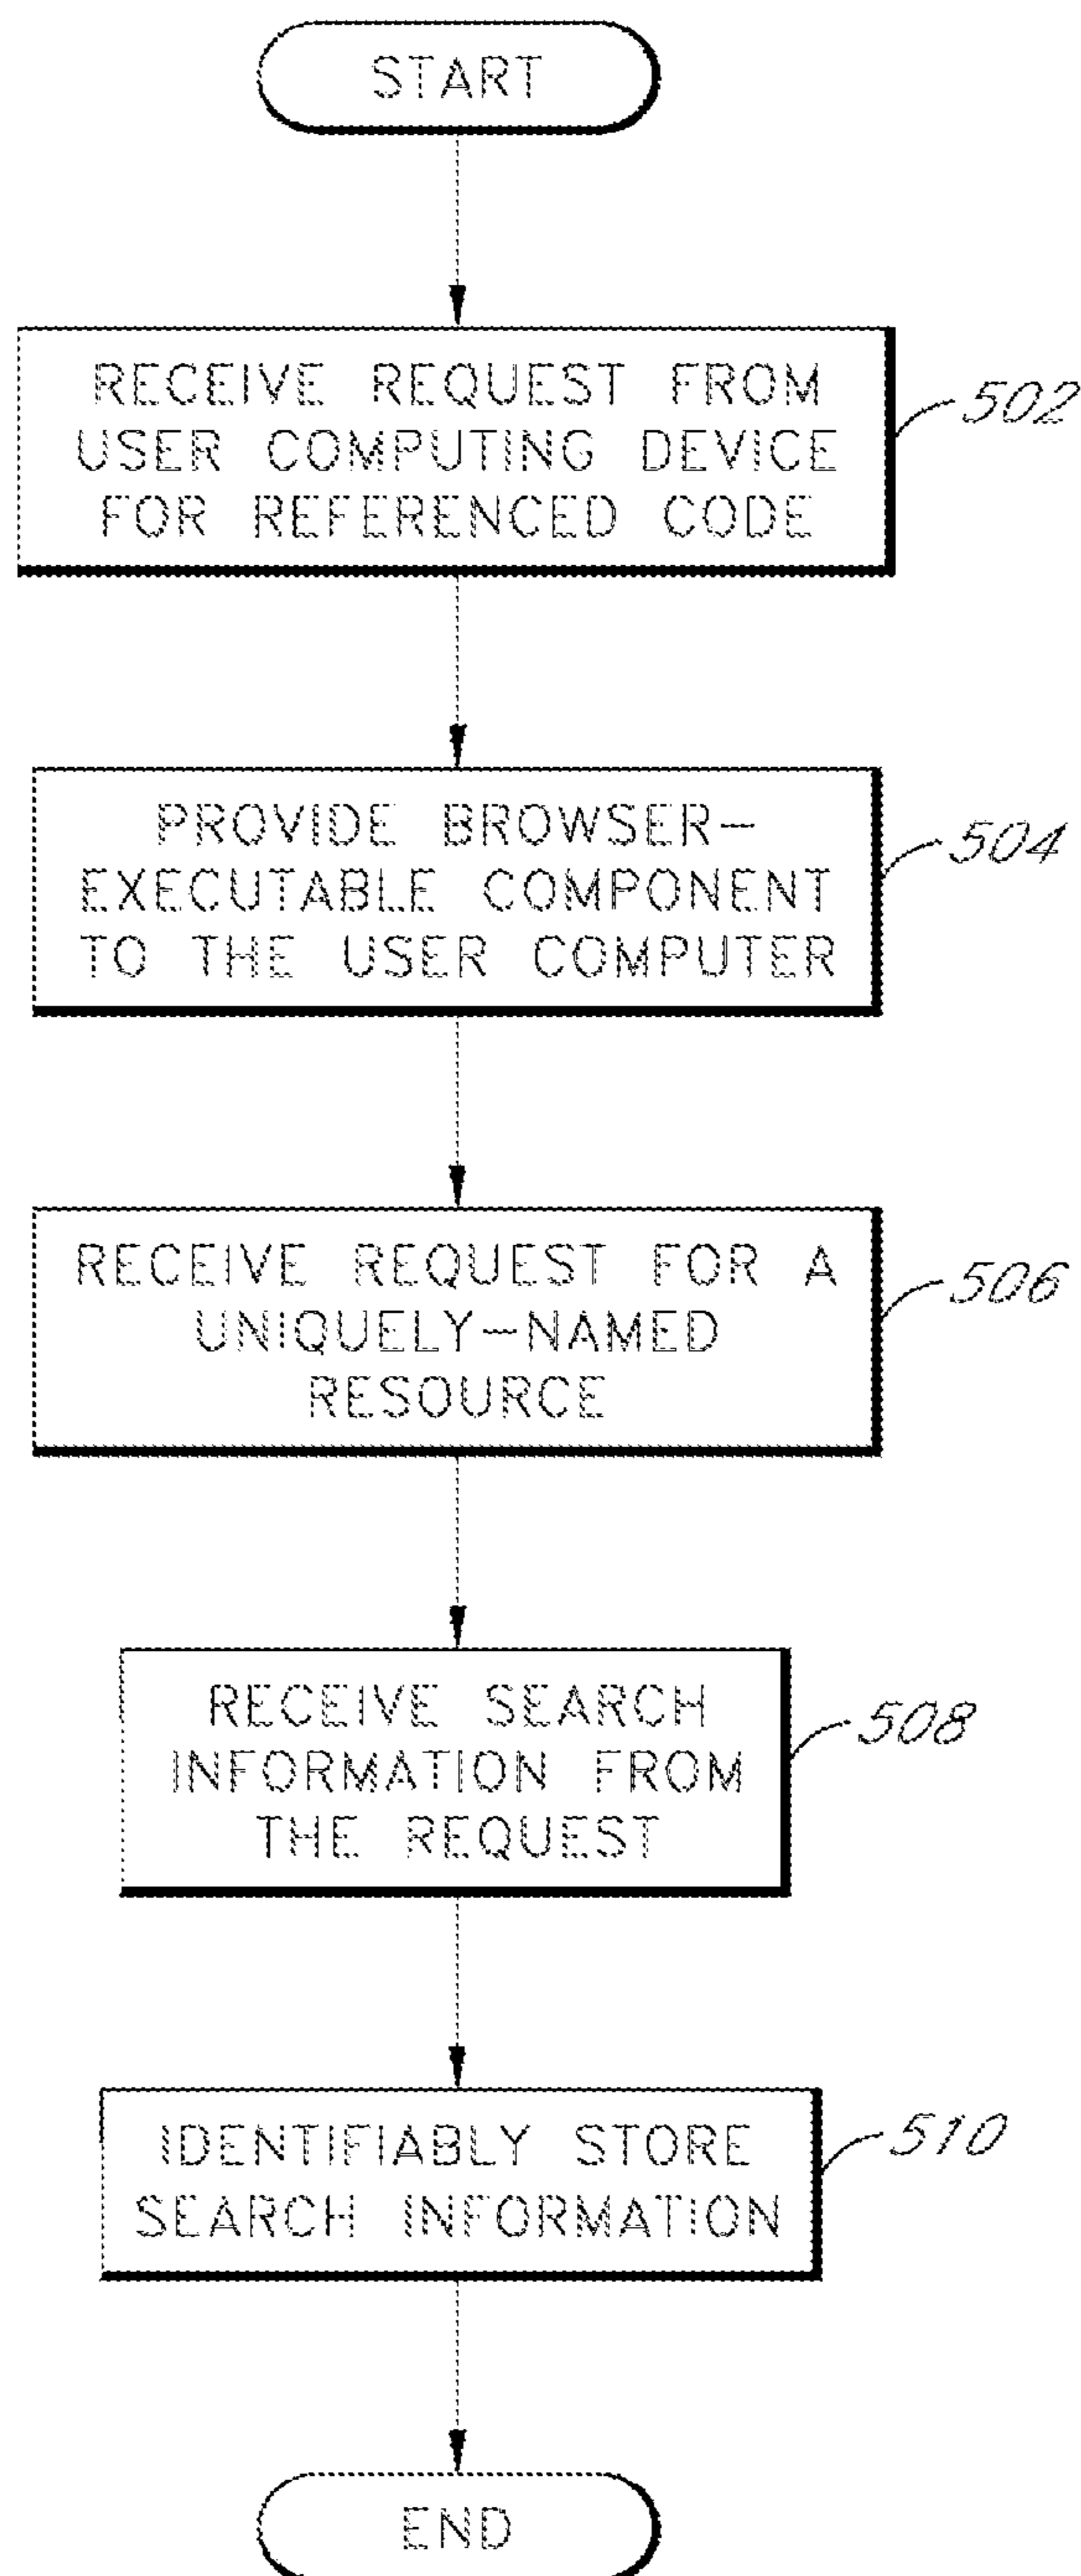 START
RECEIVE REQUEST FROM
USER COMPUTING DEVICE
FOR REFERENCED CODE
502
PROVIDE BROWSER-
EXECUTABLE COMPONENT
TO THE USER COMPUTER
504
RECEIVE REQUEST FOR A
UNIQUELY-NAMED
RESOURCE
506
RECEIVE SEARCH
INFORMATION FROM
THE REQUEST
508
IDENTIFIABLY STORE
SEARCH INFORMATION
510
END